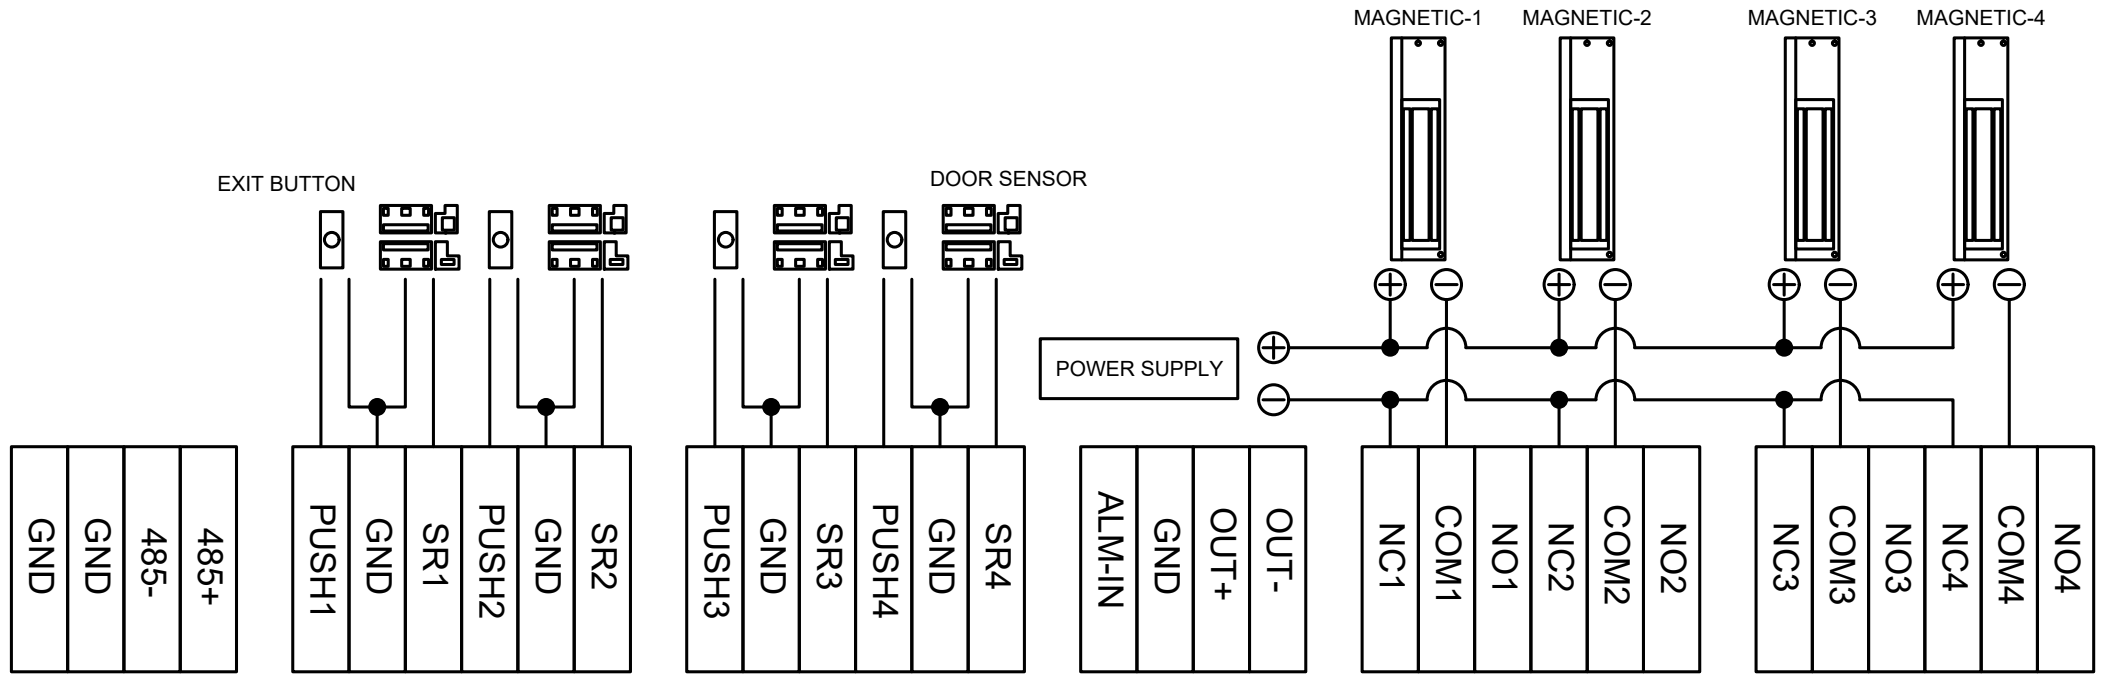 MAGNETIC-1
MAGNETIC-2
MAGNETIC-3
MAGNETIC-4
EXIT BUTTON
DOOR SENSOR
POWER SUPPLY
GND
GND
485-
485+
PUSH1
GND
SR1
PUSH2
GND
SR2
PUSH3
GND
SR3
PUSH4
GND
SR4
ALM-IN
GND
OUT+
OUT-
NC1
COM1
NO1
NC2
COM2
NO2
NC3
COM3
NO3
NC4
COM4
NO4